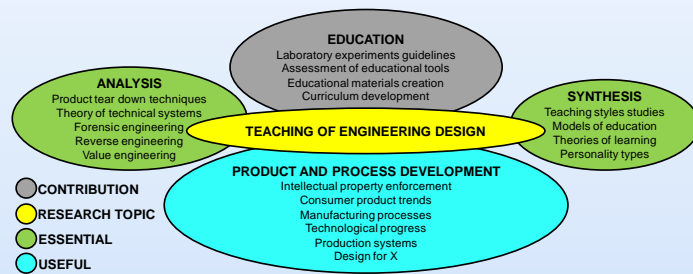 EDUCATION
Laboratory experiments guidelines
Assessment of educational tools
Educational materials creation
Curriculum development
ANALYSIS
Product tear down techniques
Theory of technical systems
Forensic engineering
Reverse engineering
Value engineering
SYNTHESIS
Teaching styles studies
Models of education
Theories of learning
Personality types
TEACHING OF ENGINEERING DESIGN
PRODUCT AND PROCESS DEVELOPMENT
Intellectual property enforcement
Consumer product trends
Manufacturing processes
Technological progress
Production systems
Design for X
CONTRIBUTION
RESEARCH TOPIC
ESSENTIAL
USEFUL